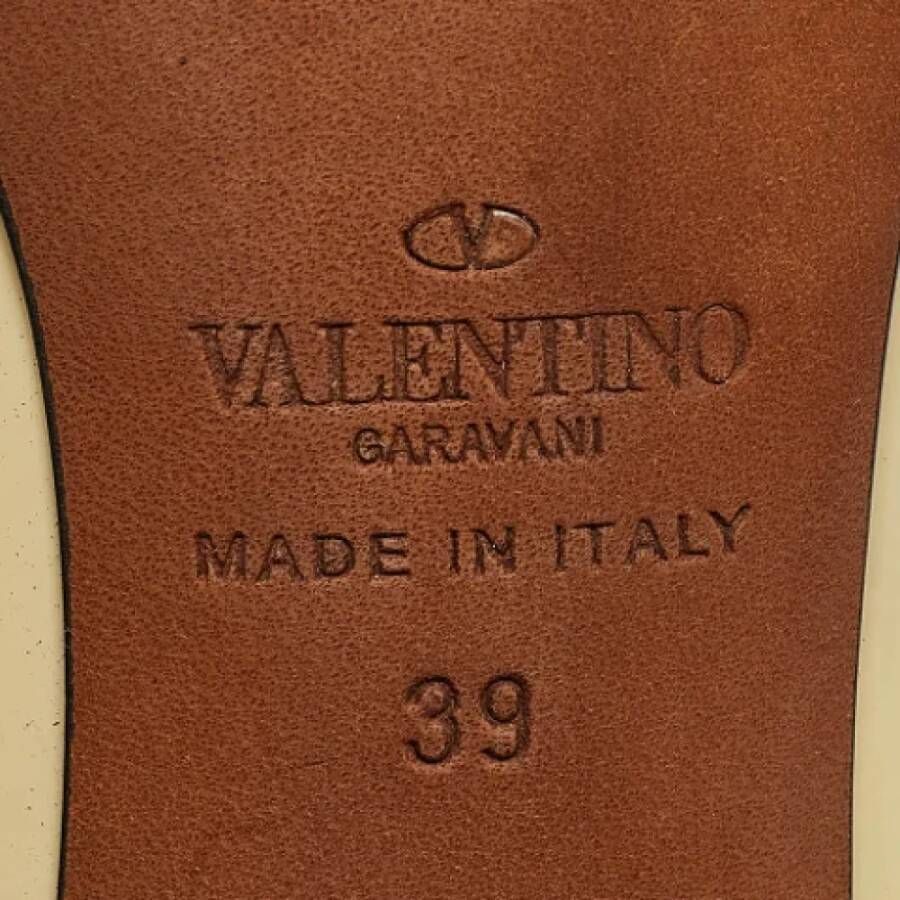 V
VALENTINO
GARAVANI
MADE IN ITALY
39